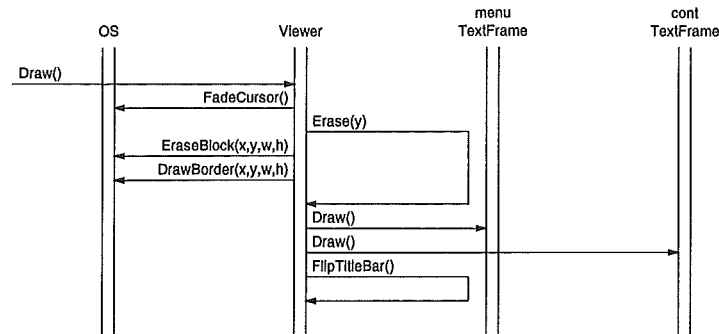 menu
cont
OS
Viewer
TextFrame
TextFrame
Draw()
FadeCursor()
Erase(y)
EraseBlock(x,y,w,h)
DrawBorder(x,y,w,h)
Draw()
Draw()
FlipTitleBar()